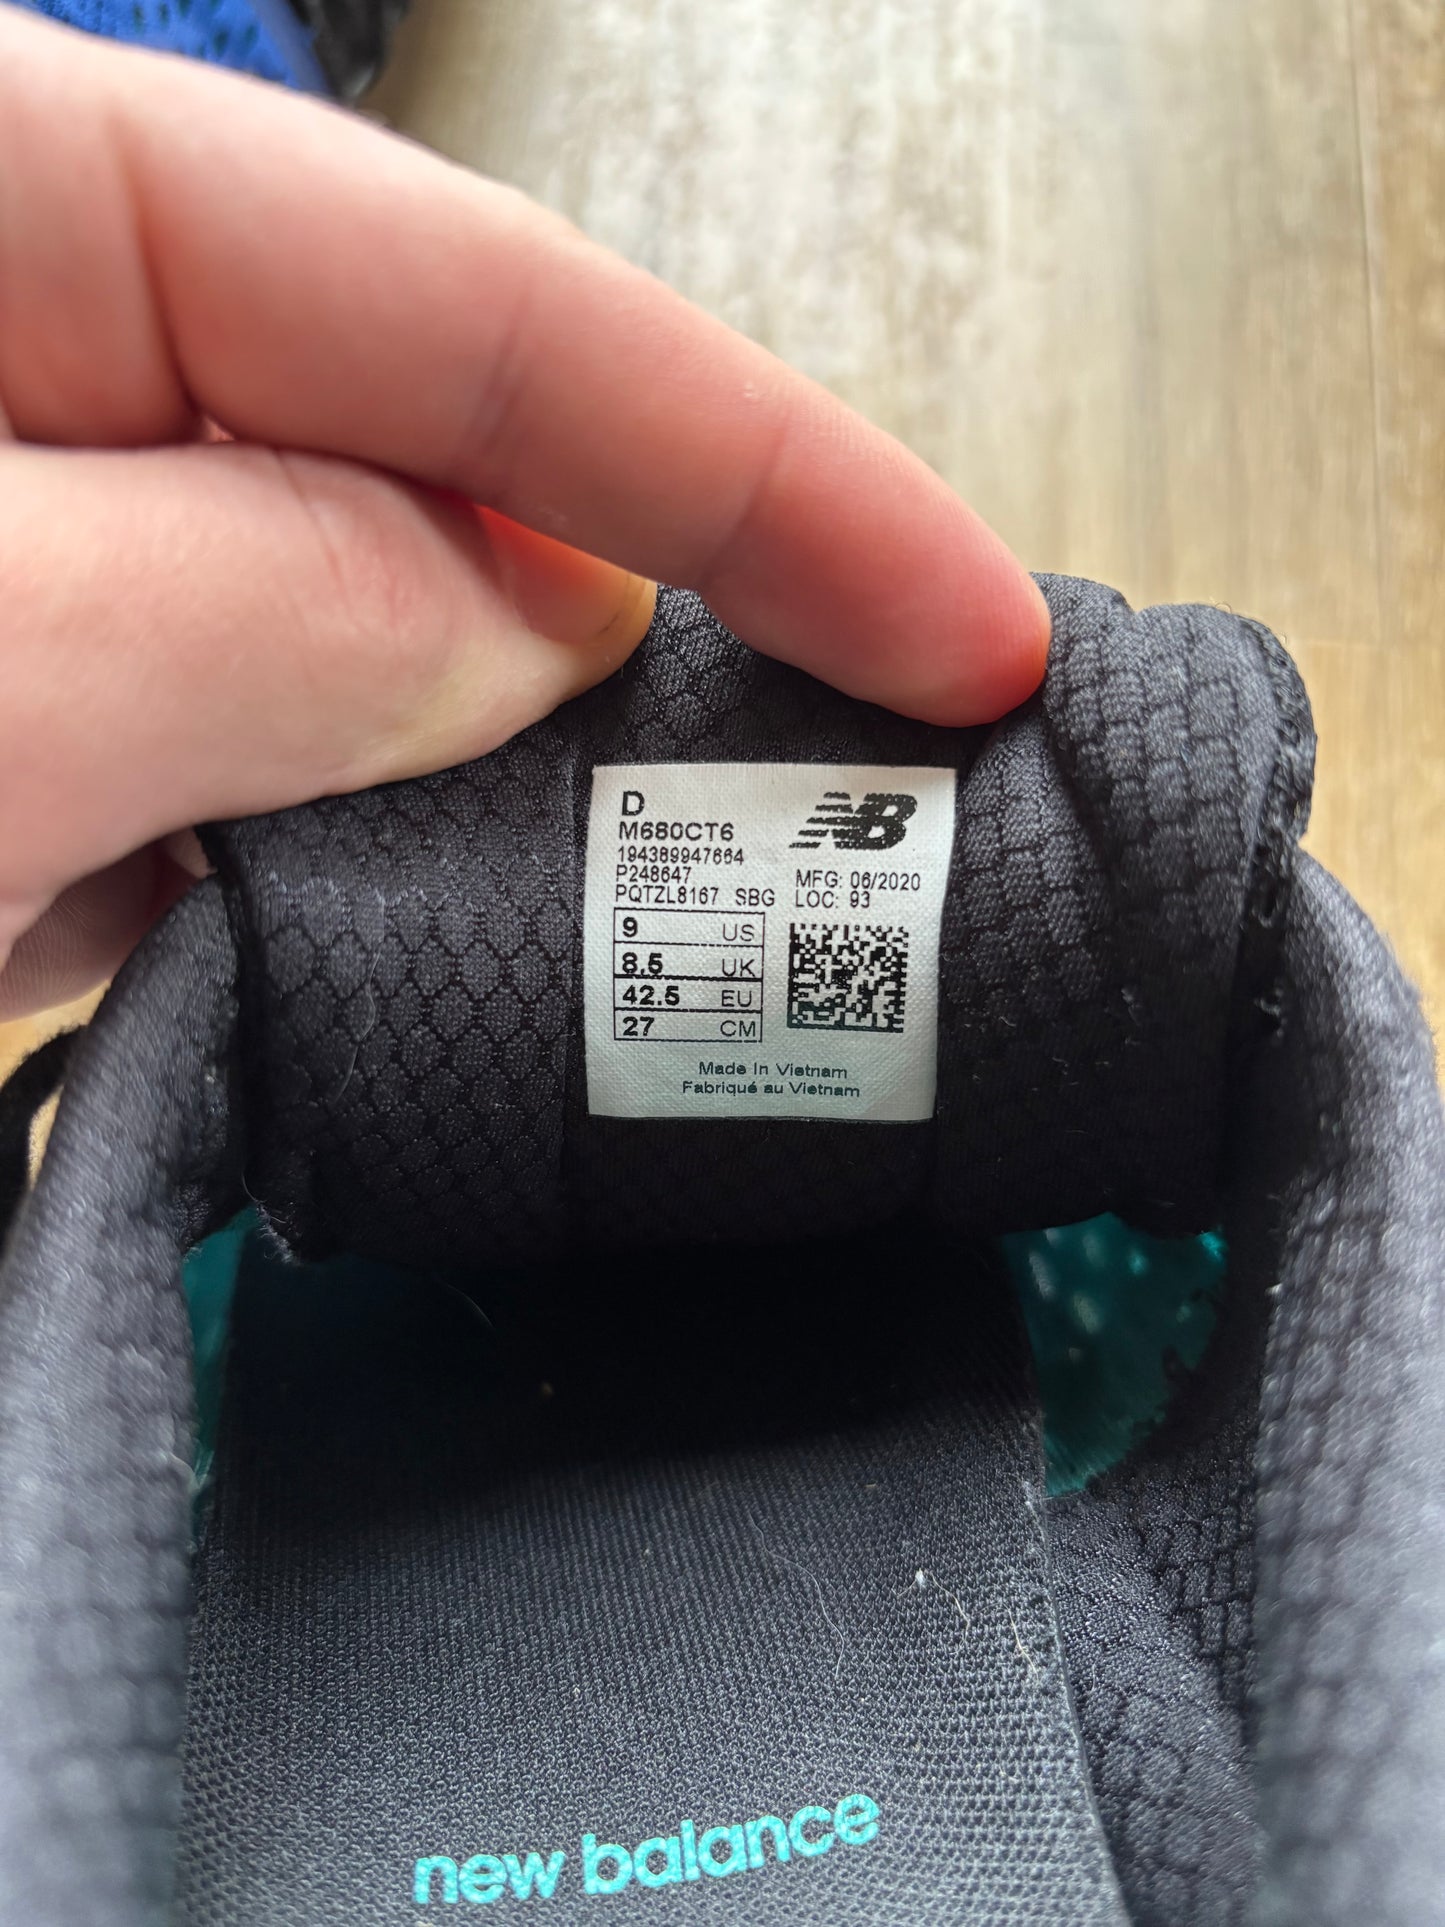 D
M680CT6
194389947664
P248647
PQTZL8167 SBG
NB
MFG: 06/2020
LOC: 93
9 US
8.5 UK
42.5 EU
27 CM
Made In Vietnam
Fabriqué au Vietnam
new balance